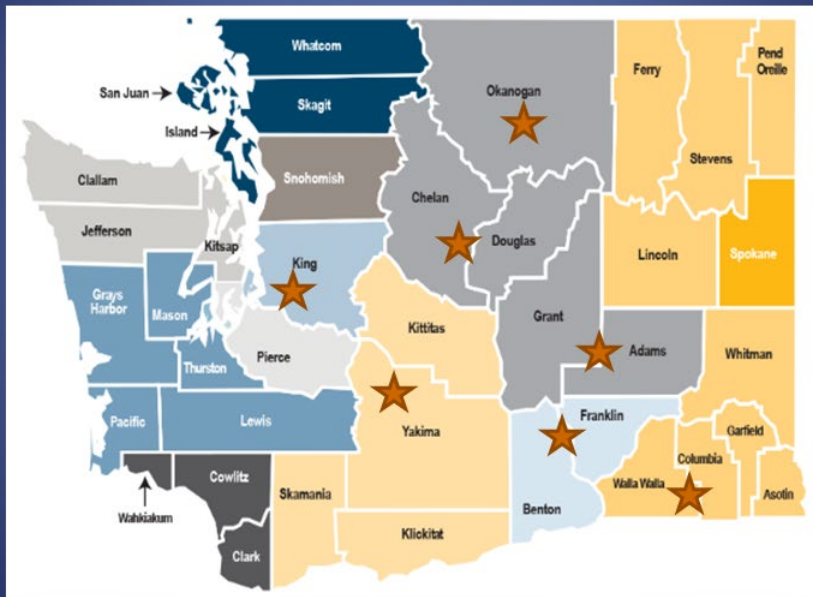 Whatcom
San Juan
Skagit
Island
Okanogan
Ferry
Pend
Oreille
Stevens
Clallam
Snohomish
Chelan
Jefferson
Kitsap
King
Douglas
Lincoln
Spokane
Grays
Harbor
Mason
Kittitas
Grant
Pierce
Adams
Whitman
Thurston
Pacific
Lewis
Yakima
Franklin
Garfield
Columbia
Cowlitz
Skamania
Walla Walla
Asotin
Wahkiakum
Benton
Klickitat
Clark